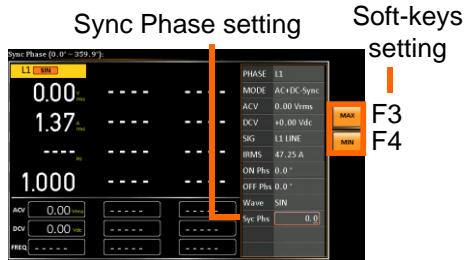 Sync Phase setting
Soft-keys
setting
Sync Phase (0.0° ~ 359.9°):
L1 SIN
PHASE L1
0.00 V rms
- - - -
- - - -
MODE AC+DC-Sync
ACV 0.00 Vrms
MAX F3
1.37
- - - -
- - - -
DCV +0.00 Vdc
SIG L1 LINE
MIN F4
- - - -
- - - -
- - - -
IRMS 47.25 A
ON Phs 0.0°
1.000
- - - -
- - - -
OFF Phs 0.0°
Wave SIN
ACV 0.00 Vrms
- - - - -
- - - - -
Syc Phs 0.0
DCV 0.00 Vdc
- - - - -
- - - - -
FREQ - - - - -
- - - - -
- - - - -